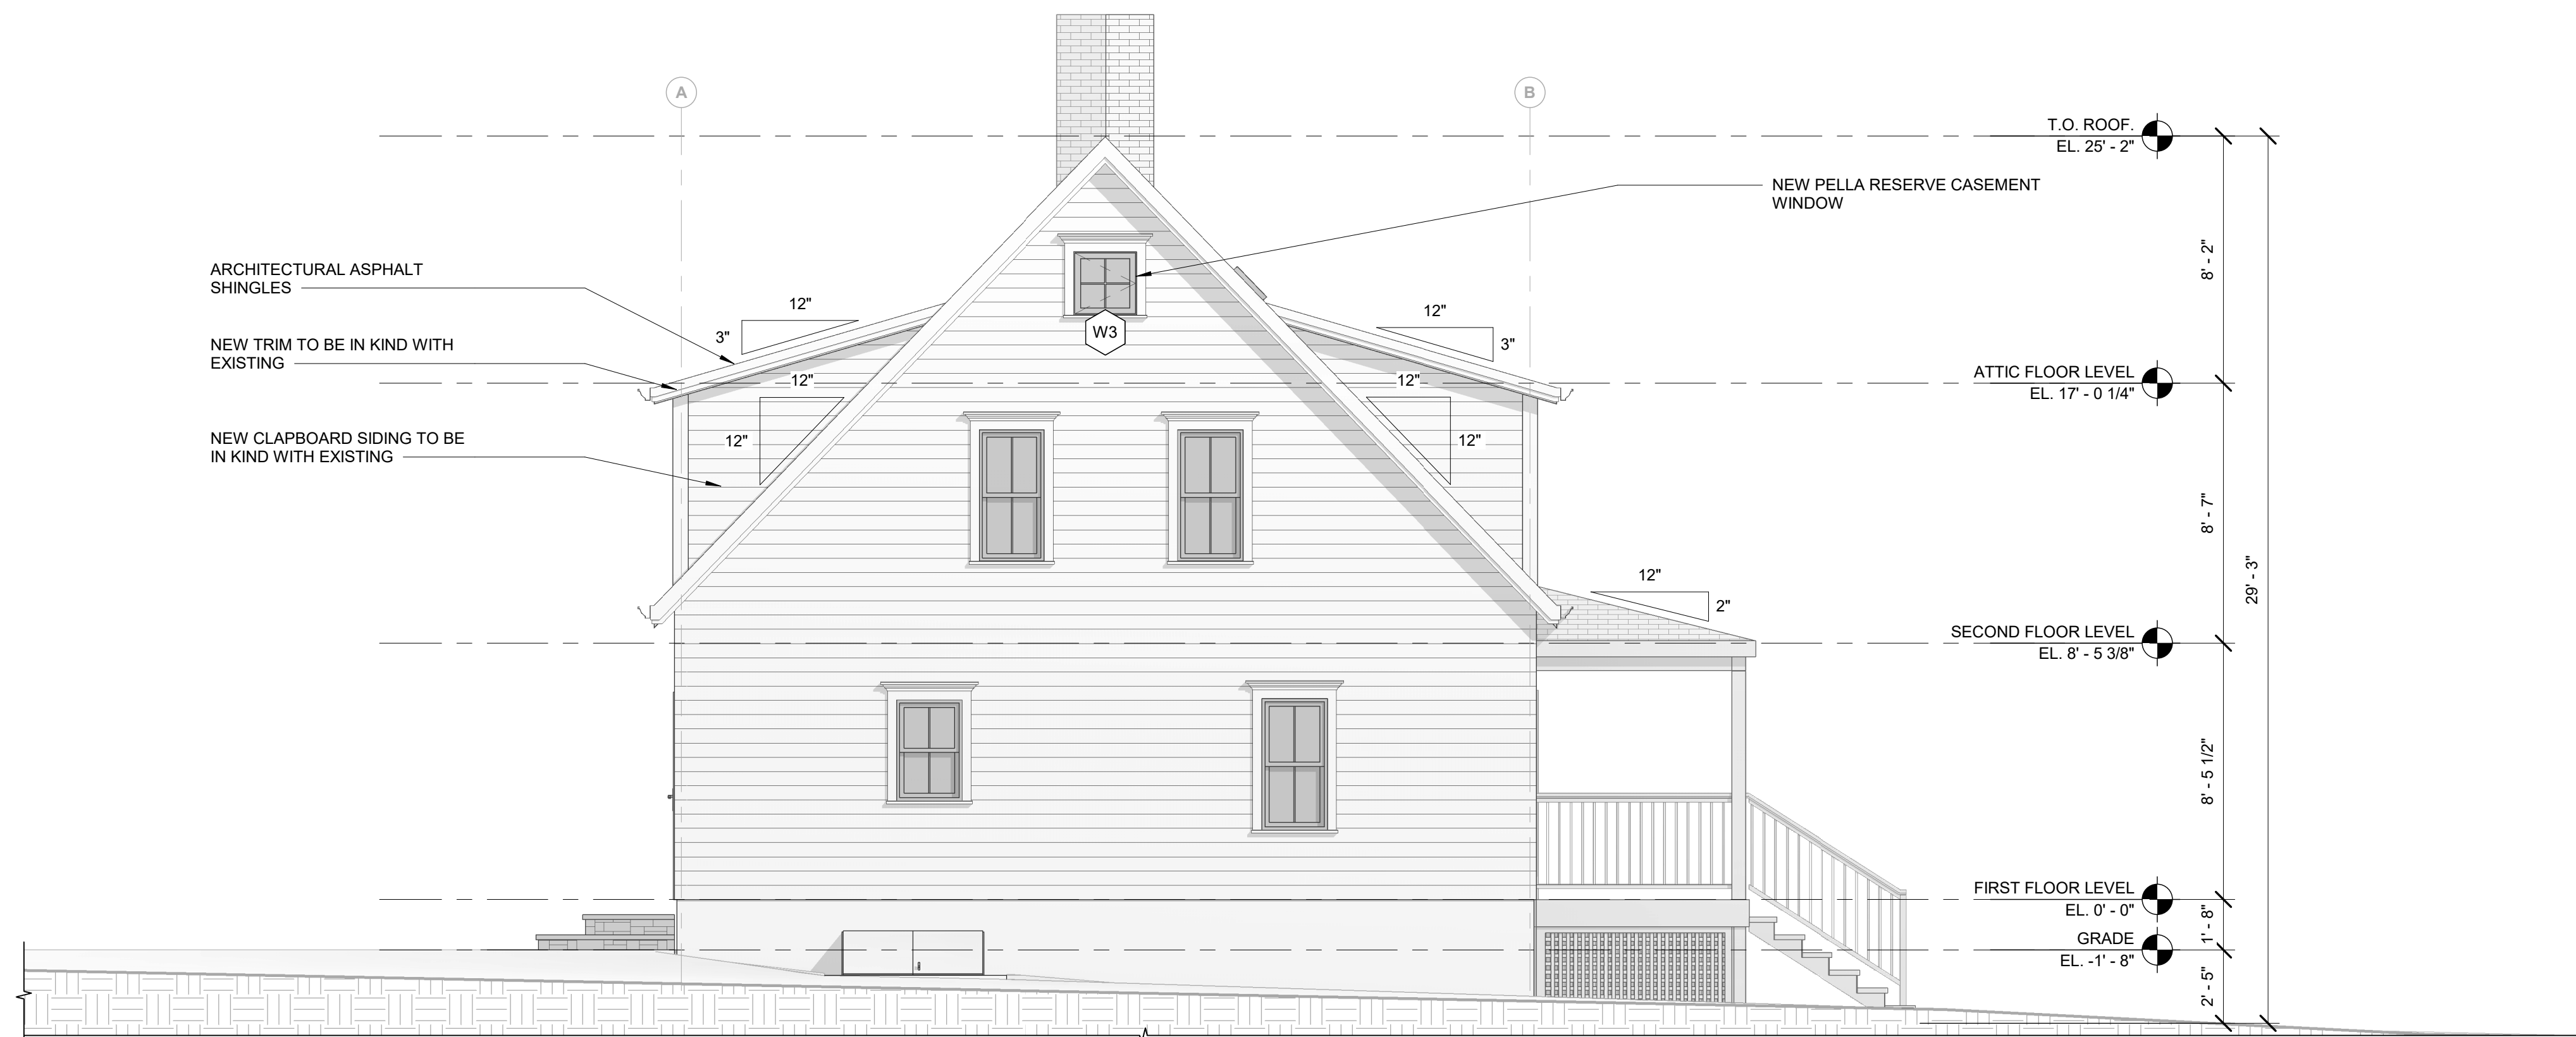 A
B
T.O. ROOF.
EL. 25' - 2"
NEW PELLA RESERVE CASEMENT
WINDOW
8' - 2"
ARCHITECTURAL ASPHALT
SHINGLES
12"
3"
12"
3"
W3
NEW TRIM TO BE IN KIND WITH
EXISTING
ATTIC FLOOR LEVEL
EL. 17' - 0 1/4"
12"
12"
12"
12"
NEW CLAPBOARD SIDING TO BE
IN KIND WITH EXISTING
8' - 7"
29' - 3"
12"
2"
SECOND FLOOR LEVEL
EL. 8' - 5 3/8"
8' - 5 1/2"
FIRST FLOOR LEVEL
EL. 0' - 0"
1' - 8"
GRADE
EL. -1' - 8"
2' - 5"